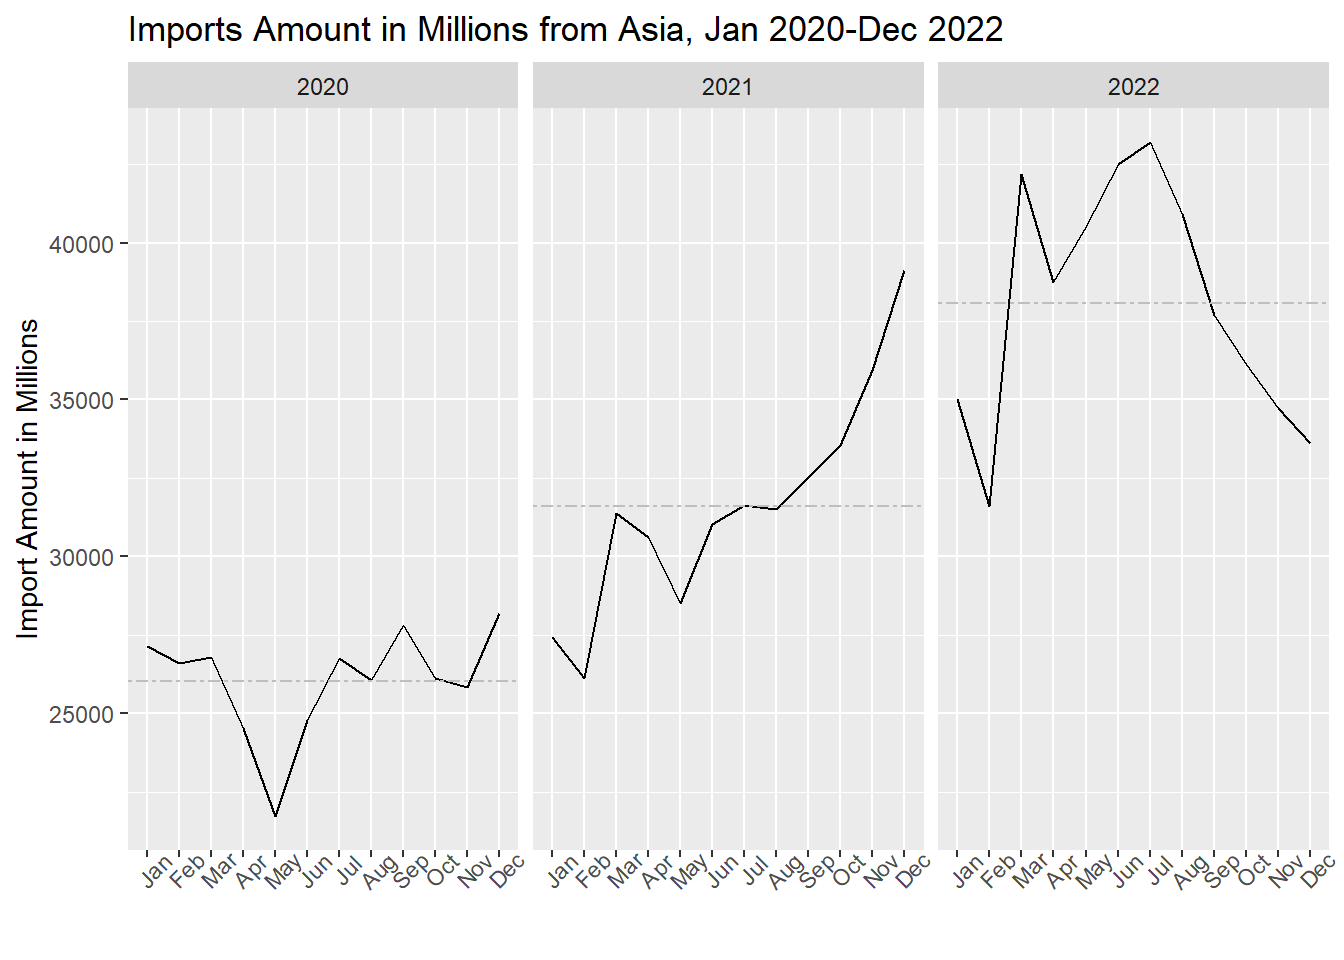 Imports Amount in Millions from Asia, Jan 2020-Dec 2022
2020 2021 2022
Import Amount in Millions
40000
35000
30000
25000
Jan Feb Mar Apr May Jun Jul Aug Sep Oct Nov Dec Jan Feb Mar Apr May Jun Jul Aug Sep Oct Nov Dec Jan Feb Mar Apr May Jun Jul Aug Sep Oct Nov Dec